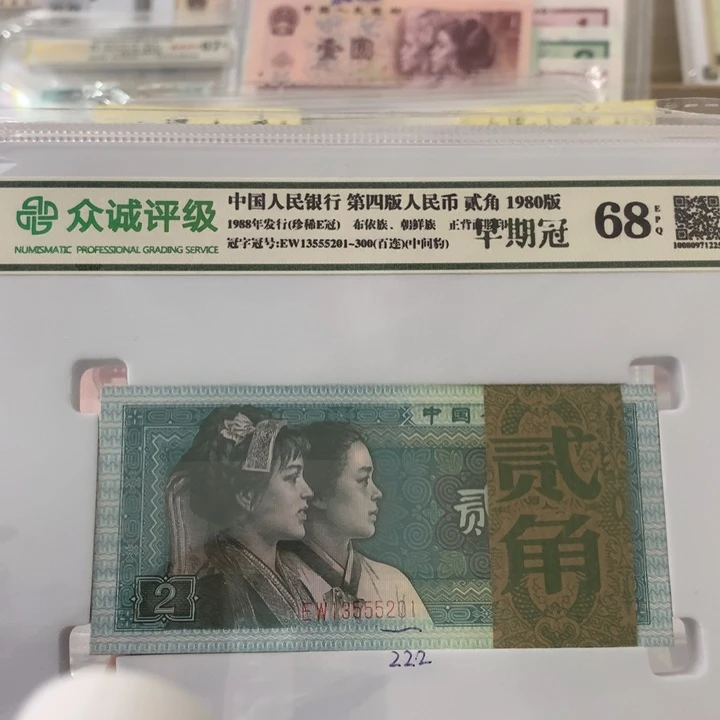 壹圆
众诚评级
NUMISMATIC PROFESSIONAL GRADING SERVICE
中国人民银行 第四版人民币 贰角 1980版
1988年发行(珍稀E冠) 布依族、朝鲜族
冠字冠号:EW13555201~300(百连)(中间豹)
早期冠
68
EPQ
中国
贰
贰角
2
EW13555201
222